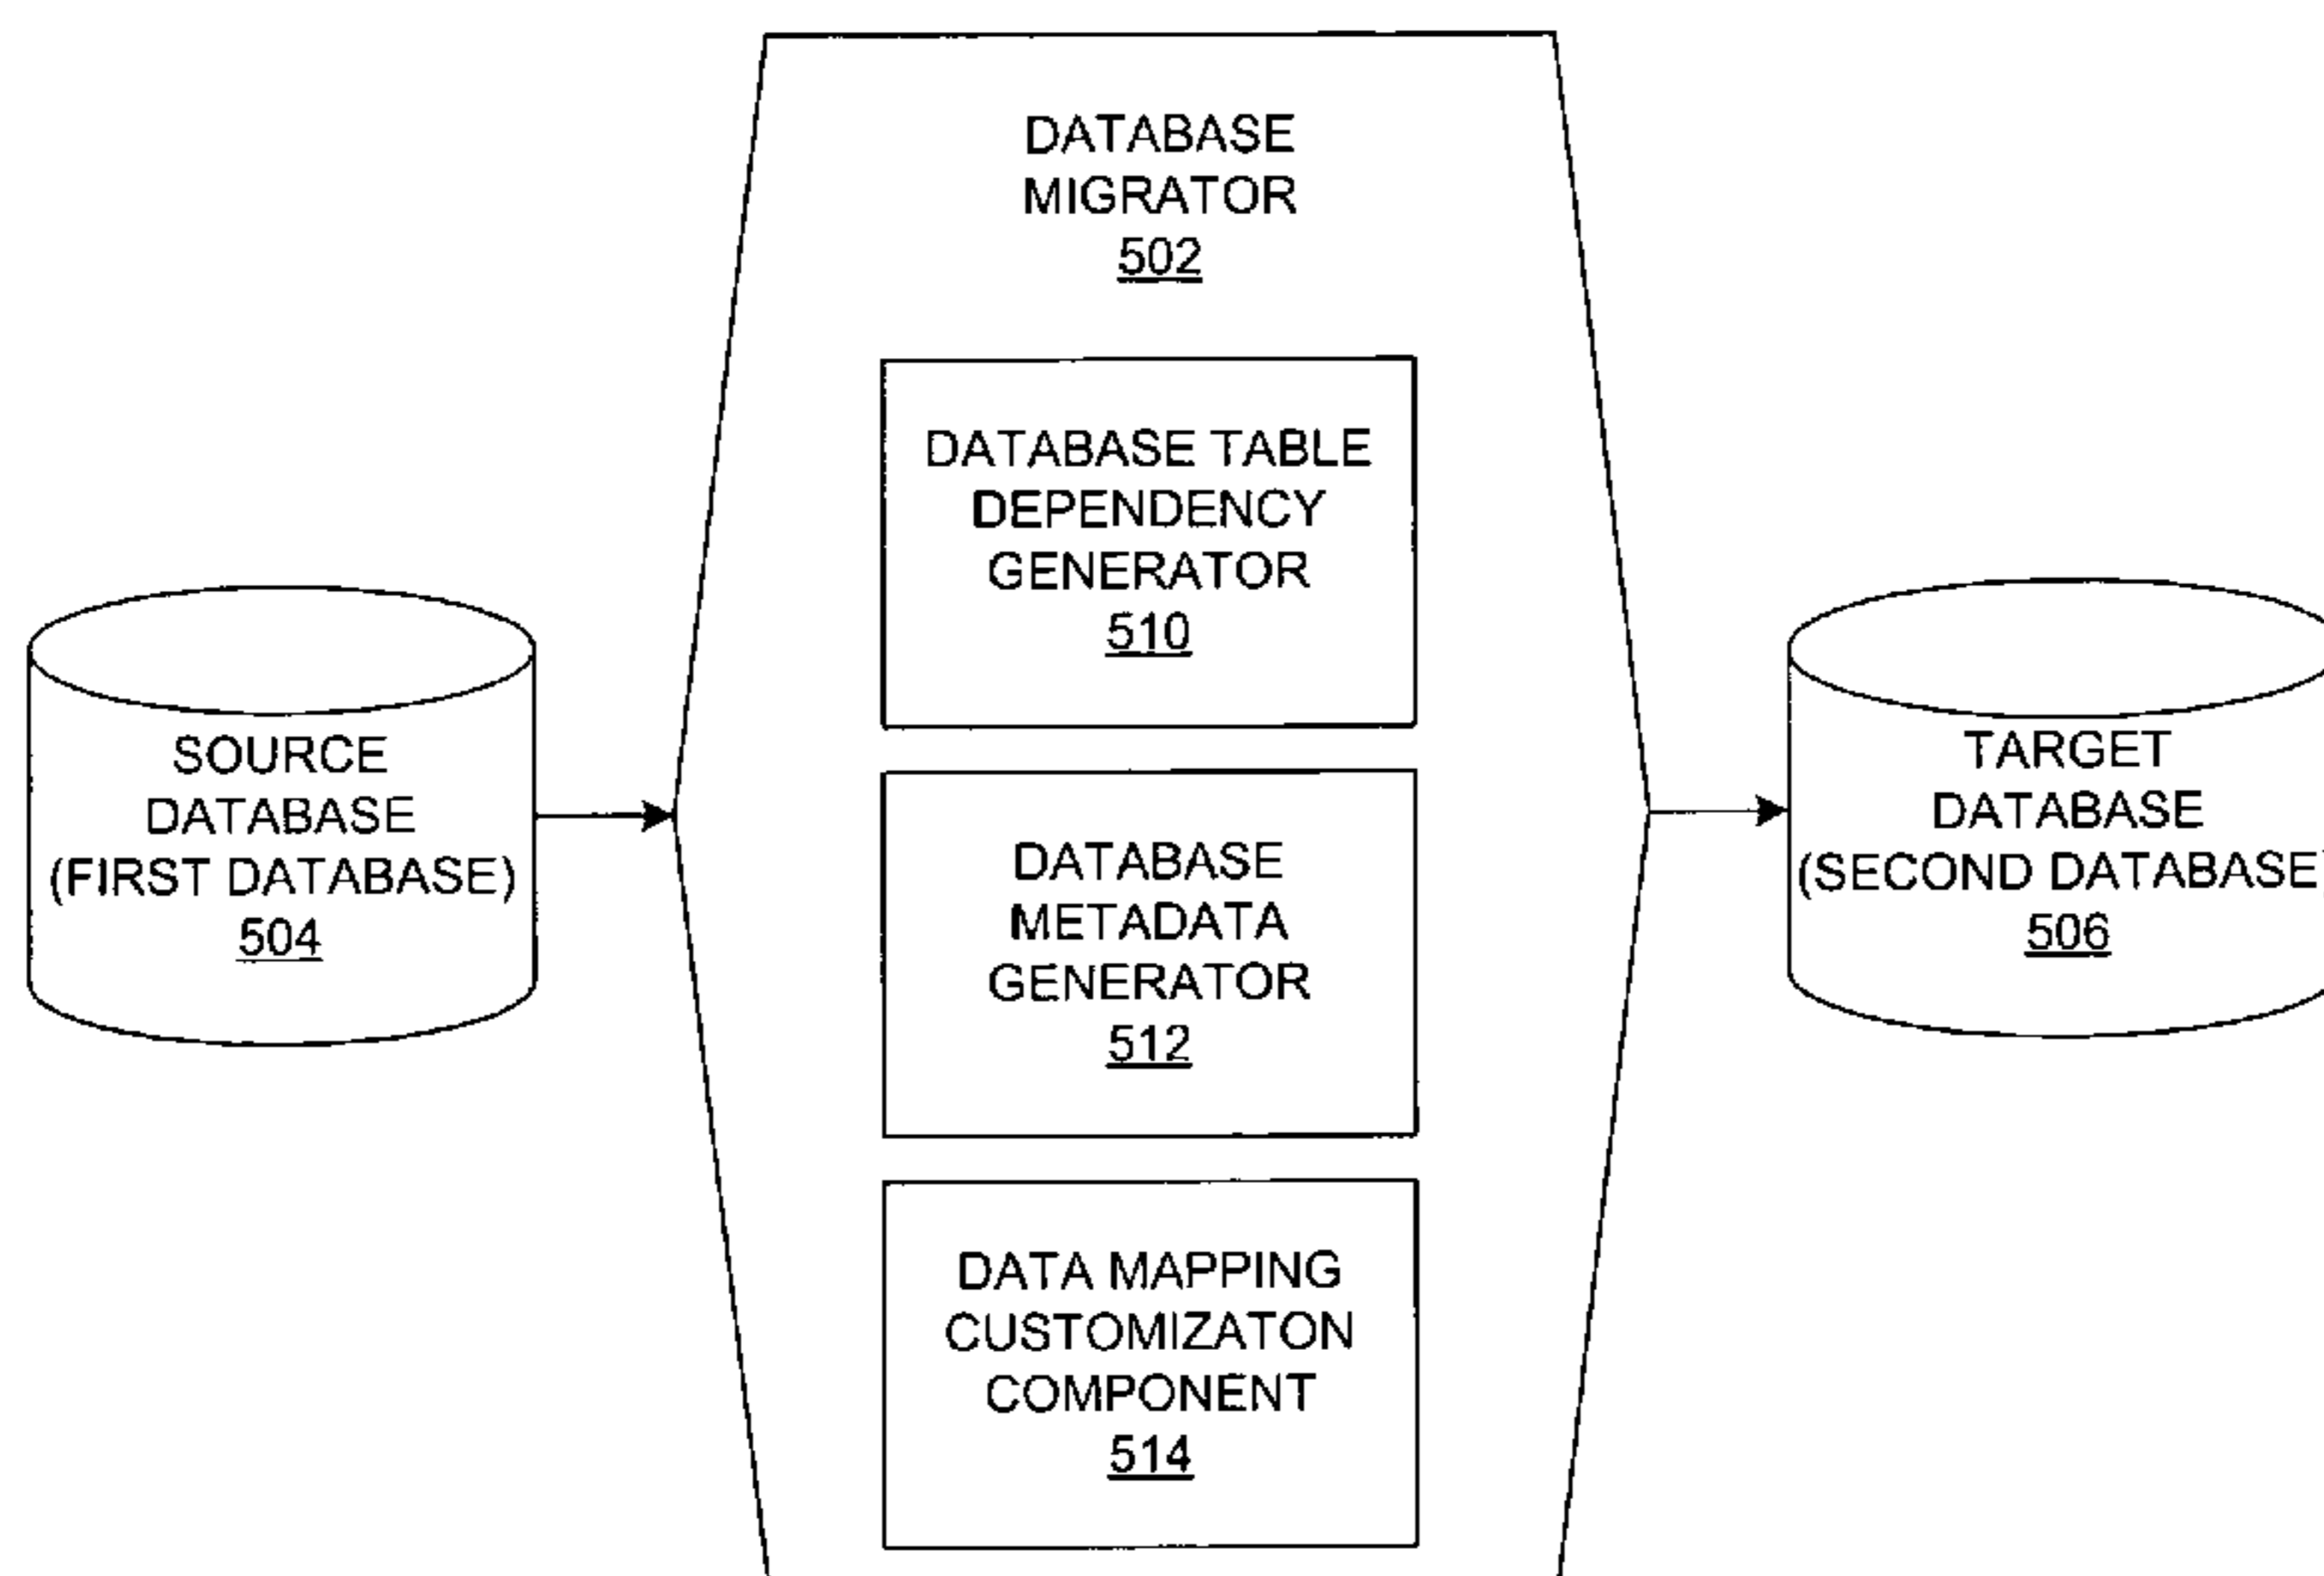 DATABASE
MIGRATOR
502
DATABASE TABLE
DEPENDENCY
GENERATOR
510
SOURCE
DATABASE
(FIRST DATABASE)
504
DATABASE
METADATA
GENERATOR
512
TARGET
DATABASE
(SECOND DATABASE)
506
DATA MAPPING
CUSTOMIZATON
COMPONENT
514